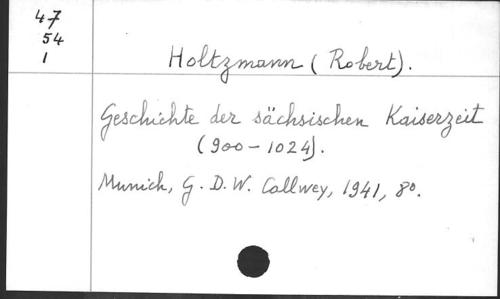 47
54
1
Holtzmann (Robert).
Geschichte der sächsischen Kaiserzeit
(900-1024).
Munich, G. D. W. Callwey, 1941, 8º.